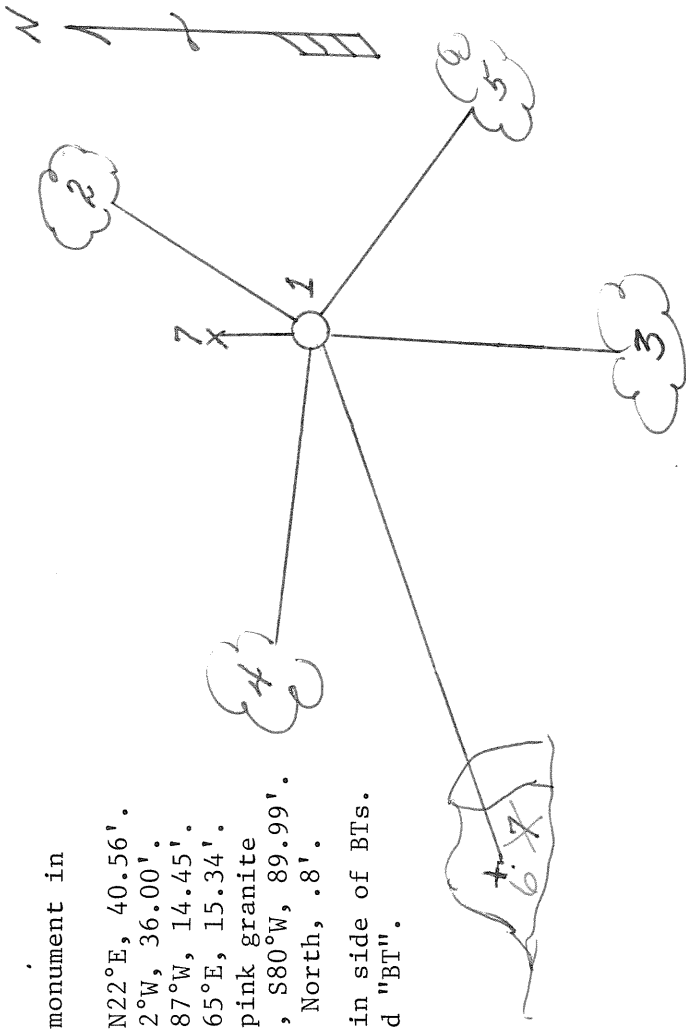 monument in
N22°E, 40.56'.
2°W, 36.00'.
87°W, 14.45'.
65°E, 15.34'.
pink granite
, S80°W, 89.99'.
North, .8'.
in side of BTs.
d "BT".
N
2
7
1
5
4
3
6
7